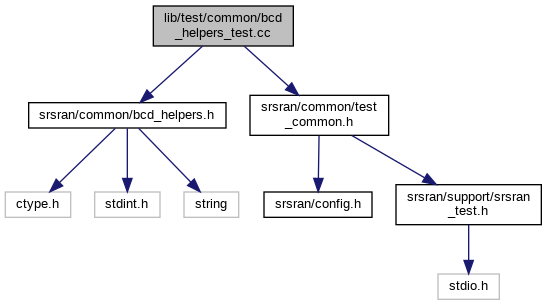 lib/test/common/bcd
_helpers_test.cc
srsran/common/bcd_helpers.h
srsran/common/test
_common.h
ctype.h
stdint.h
string
srsran/config.h
srsran/support/srsran
_test.h
stdio.h